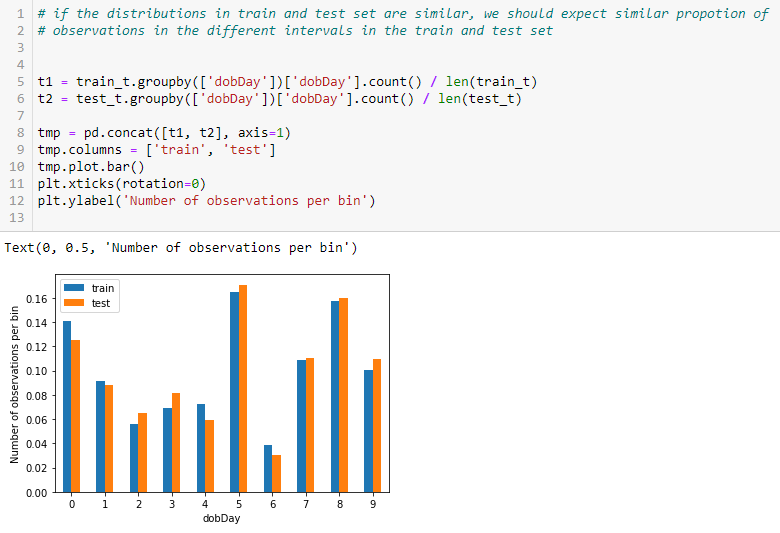 1 # if the distributions in train and test set are similar, we should expect similar propotion of
2 # observations in the different intervals in the train and test set
3
4
5 t1 = train_t.groupby(['dobDay'])['dobDay'].count() / len(train_t)
6 t2 = test_t.groupby(['dobDay'])['dobDay'].count() / len(test_t)
7
8 tmp = pd.concat([t1, t2], axis=1)
9 tmp.columns = ['train', 'test']
10 tmp.plot.bar()
11 plt.xticks(rotation=0)
12 plt.ylabel('Number of observations per bin')
13
Text(0, 0.5, 'Number of observations per bin')
train
test
Number of observations per bin
0.16
0.14
0.12
0.10
0.08
0.06
0.04
0.02
0.00
0 1 2 3 4 5 6 7 8 9
dobDay